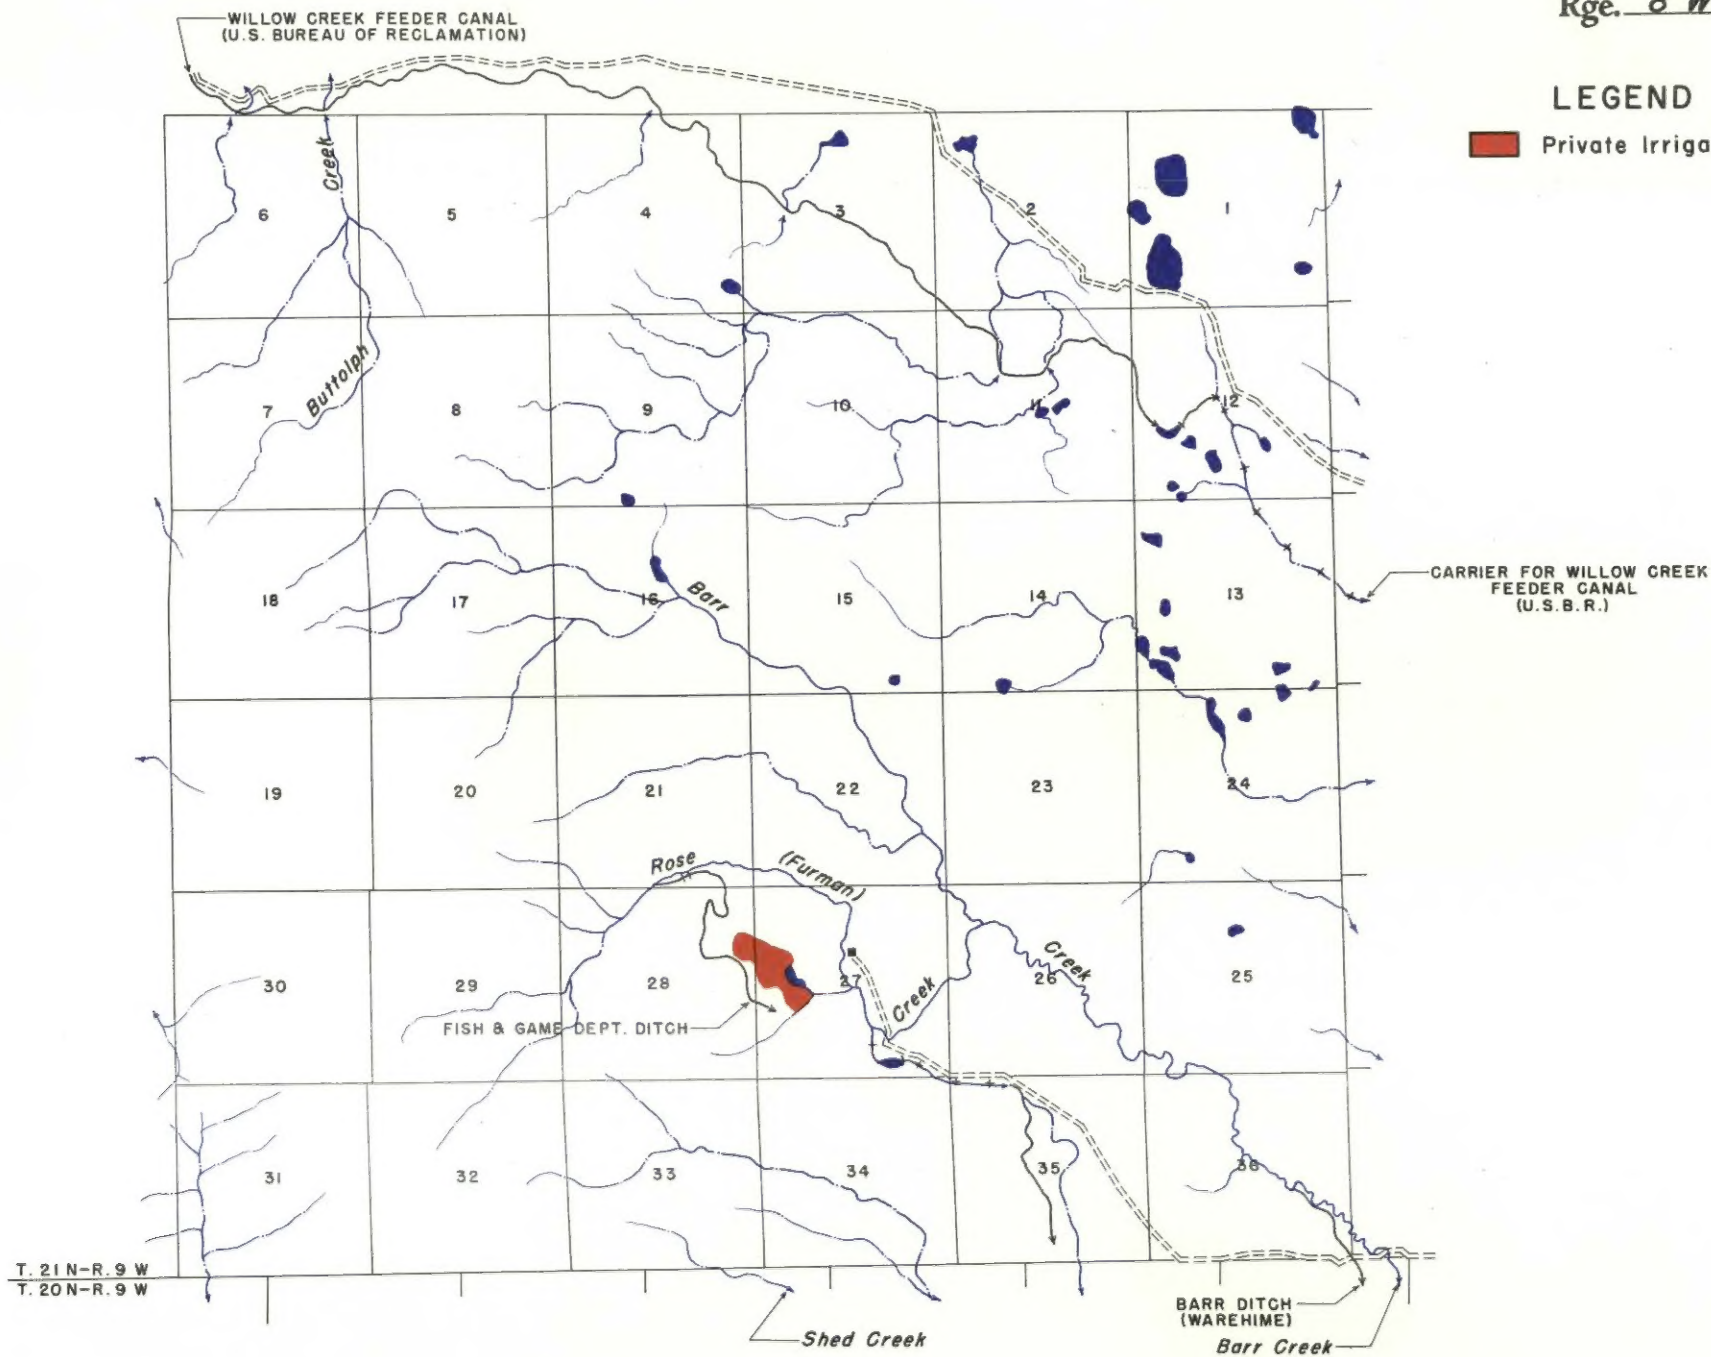 Rge. 8 W
WILLOW CREEK FEEDER CANAL
(U.S. BUREAU OF RECLAMATION)
LEGEND
Private Irriga
Creek
6
5
4
3
2
1
Buttolph
7
8
9
10
11
12
CARRIER FOR WILLOW CREEK
FEEDER CANAL
(U.S.B.R.)
18
17
16
Barr
15
14
13
19
20
21
22
23
24
Rose
(Furman)
Creek
30
29
28
27
Creek
26
25
FISH & GAME DEPT. DITCH
31
32
33
34
35
36
T. 21 N-R. 9 W
T. 20 N-R. 9 W
BARR DITCH
(WAREHIME)
Shed Creek
Barr Creek